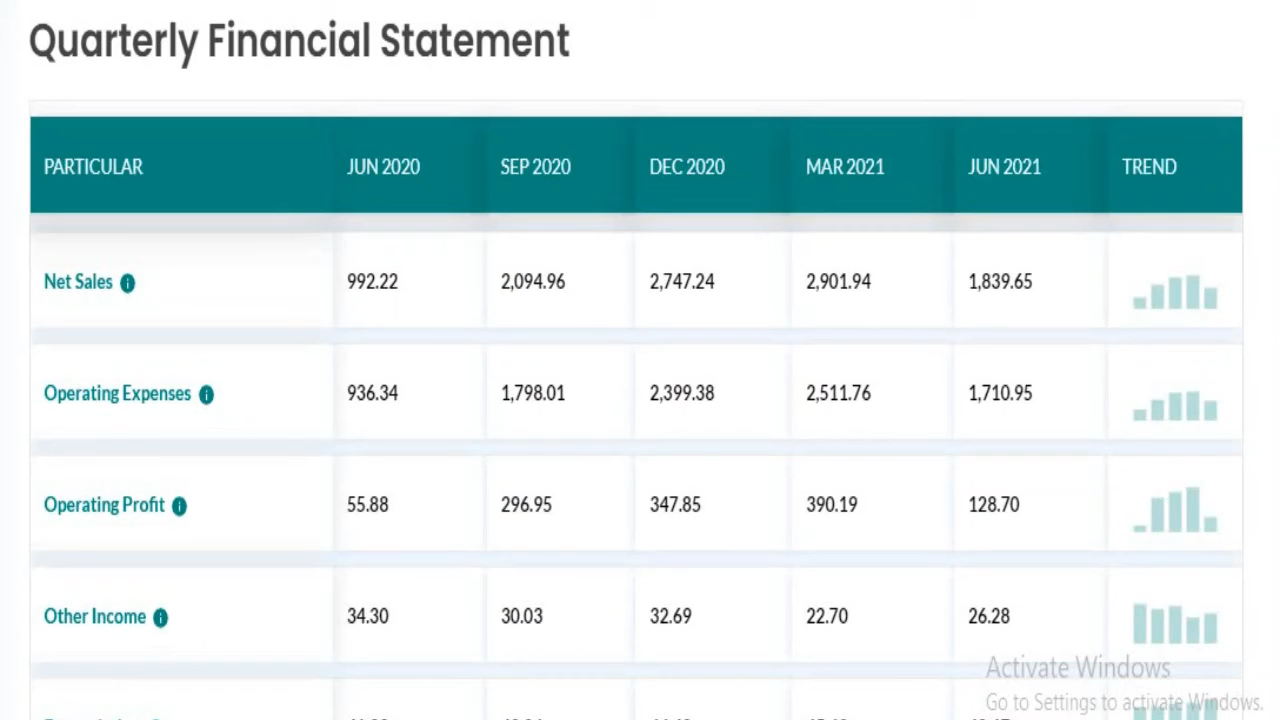 Quarterly Financial Statement
PARTICULAR JUN 2020 SEP 2020 DEC 2020 MAR 2021 JUN 2021 TREND
Net Sales 992.22 2,094.96 2,747.24 2,901.94 1,839.65
Operating Expenses 936.34 1,798.01 2,399.38 2,511.76 1,710.95
Operating Profit 55.88 296.95 347.85 390.19 128.70
Other Income 34.30 30.03 32.69 22.70 26.28
Activate Windows
Go to Settings to activate Windows.